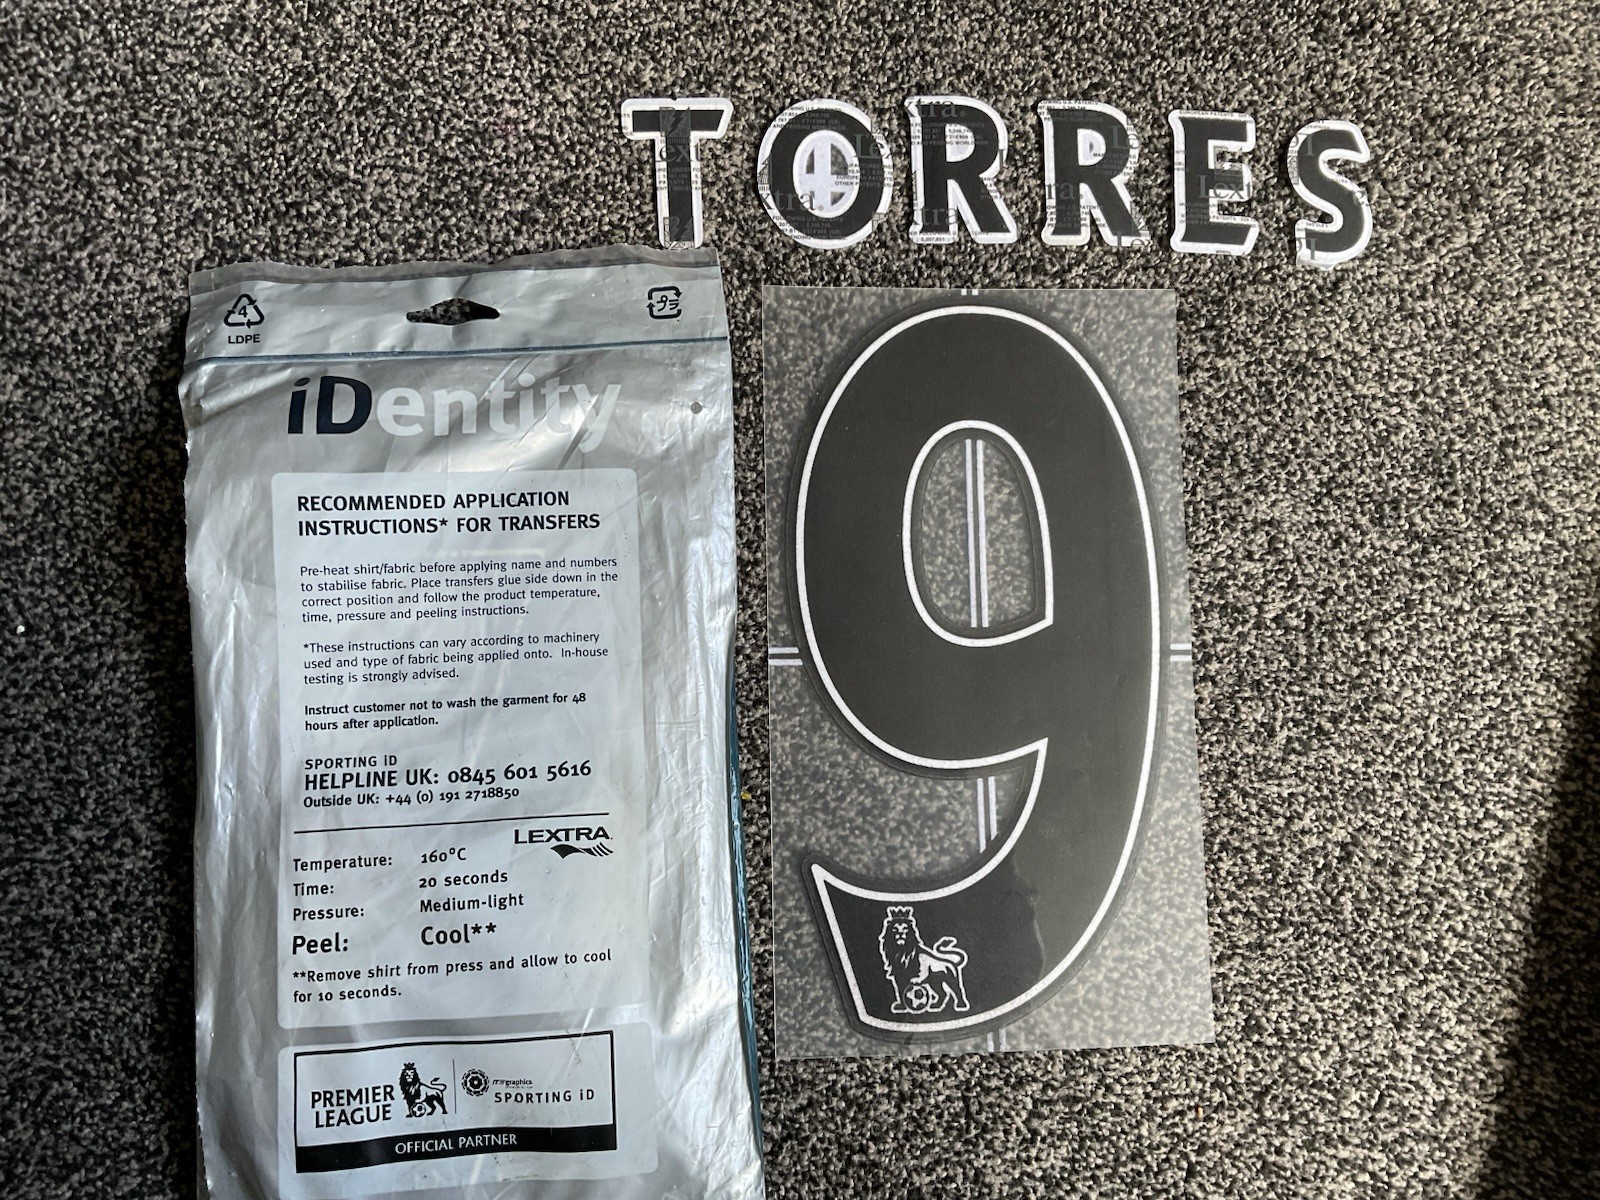 TORRES
4
LDPE
プラ
iDentity
RECOMMENDED APPLICATION
INSTRUCTIONS* FOR TRANSFERS
Pre-heat shirt/fabric before applying name and numbers
to stabilise fabric. Place transfers glue side down in the
correct position and follow the product temperature,
time, pressure and peeling instructions.
*These instructions can vary according to machinery
used and type of fabric being applied onto. In-house
testing is strongly advised.
Instruct customer not to wash the garment for 48
hours after application.
SPORTING iD
HELPLINE UK: 0845 601 5616
Outside UK: +44 (0) 191 2718850
LEXTRA
Temperature: 160°C
Time: 20 seconds
Pressure: Medium-light
Peel: Cool**
**Remove shirt from press and allow to cool
for 10 seconds.
PREMIER
LEAGUE
SPORTING iD
OFFICIAL PARTNER
9